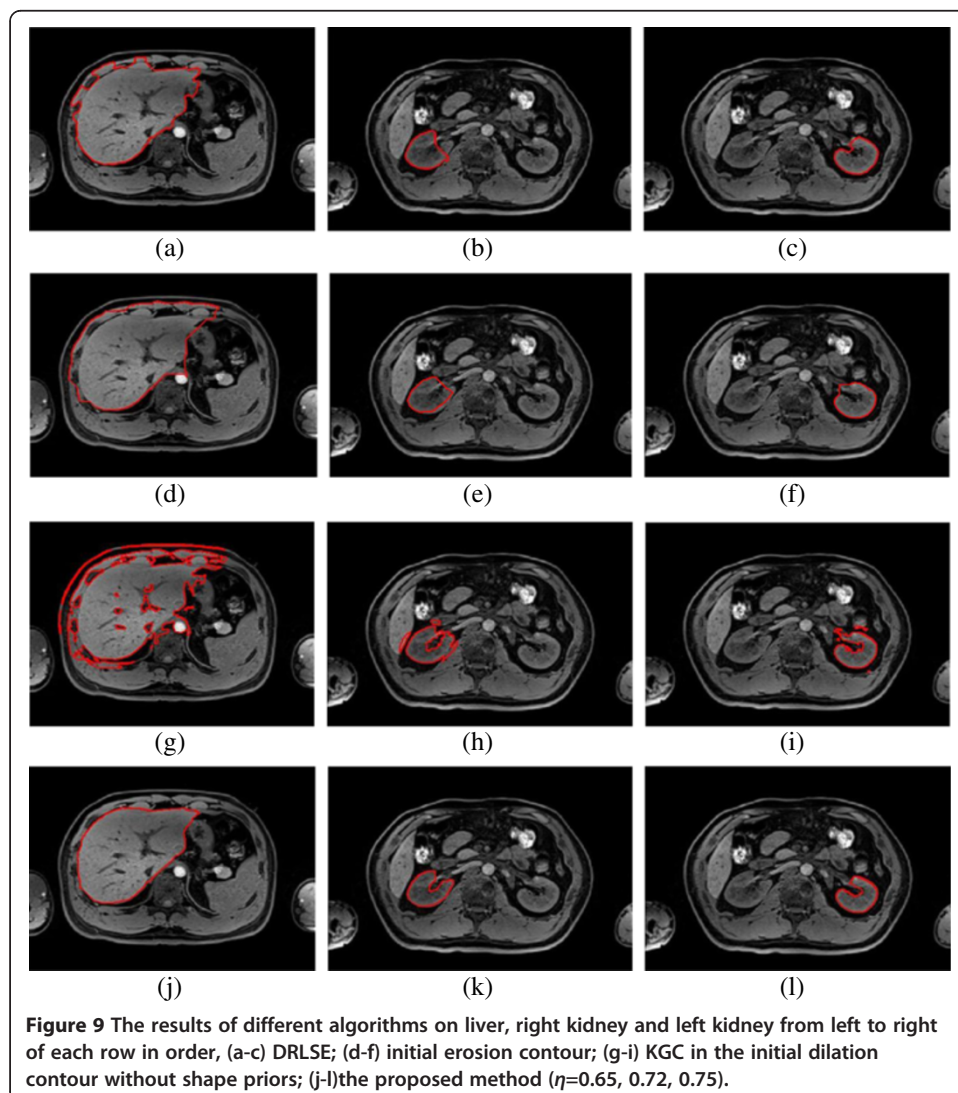 (a) (b) (c)
(d) (e) (f)
(g) (h) (i)
(j) (k) (l)
Figure 9 The results of different algorithms on liver, right kidney and left kidney from left to right
of each row in order, (a-c) DRLSE; (d-f) initial erosion contour; (g-i) KGC in the initial dilation
contour without shape priors; (j-l)the proposed method (η=0.65, 0.72, 0.75).